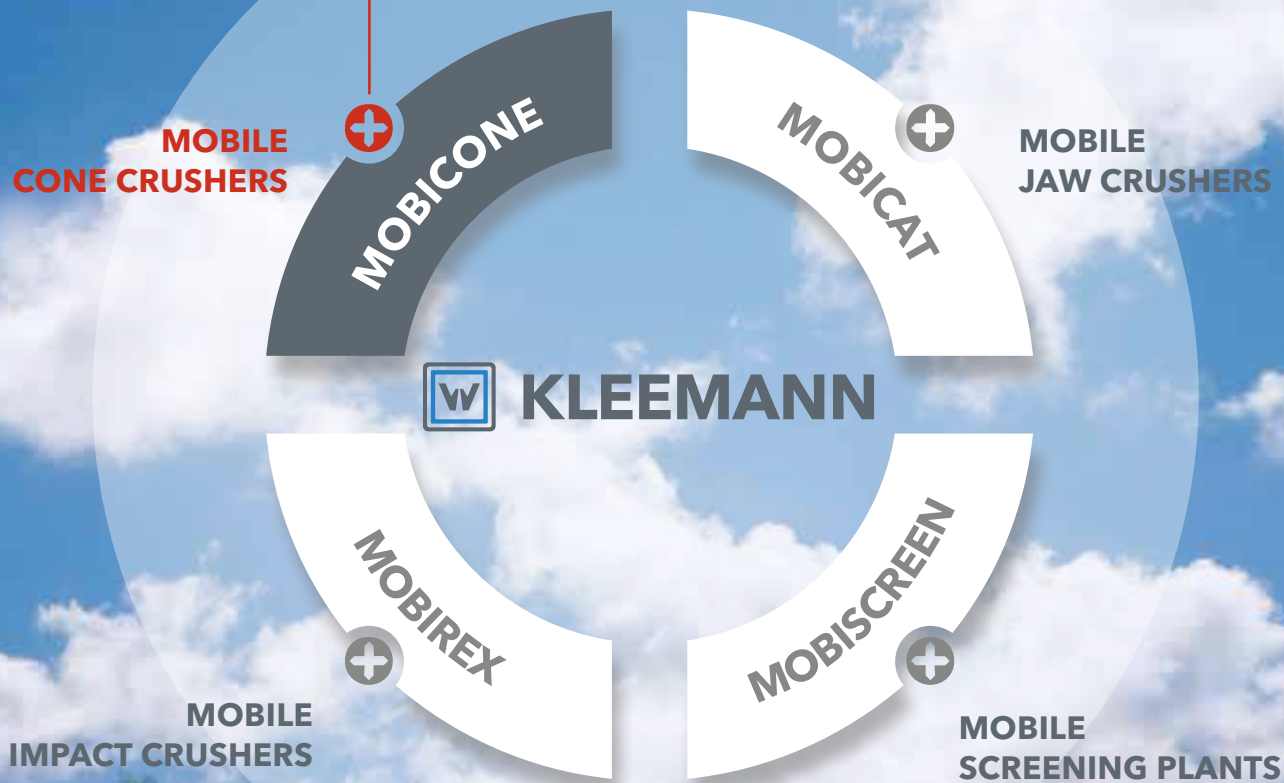 MOBILE
CONE CRUSHERS
MOBICONE
MOBICAT
MOBILE
JAW CRUSHERS
W KLEEMANN
MOBIREX
MOBILE
IMPACT CRUSHERS
MOBISCREEN
MOBILE
SCREENING PLANTS